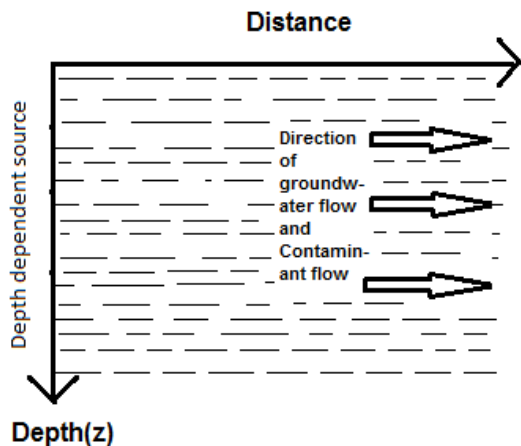 Distance
Depth dependent source
Direction
of
groundw-
ater flow
and
Contamin-
ant flow
Depth(z)